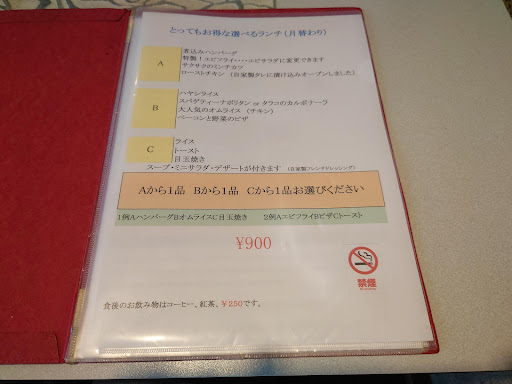 とってもお得な選べるランチ(月替わり)
A
煮込みハンバーグ
特製!エビフライ・・・エビサラダに変更できます
サクサクのミンチカツ
ローストチキン (自家製タレに漬け込みオーブンしました)
B
ハヤシライス
スパゲティーナポリタン or タラコのカルボナーラ
大人気のオムライス (チキン)
ベーコンと野菜のピザ
C
ライス
トースト
目玉焼き
スープ・ミニサラダ・デザートが付きます (自家製フレンチドレッシング)
Aから1品 Bから1品 Cから1品お選びください
1例AハンバーグBオムライスC目玉焼き 2例AエビフライBピザCトースト
¥900
禁煙
食後のお飲み物はコーヒー、紅茶、¥250です。